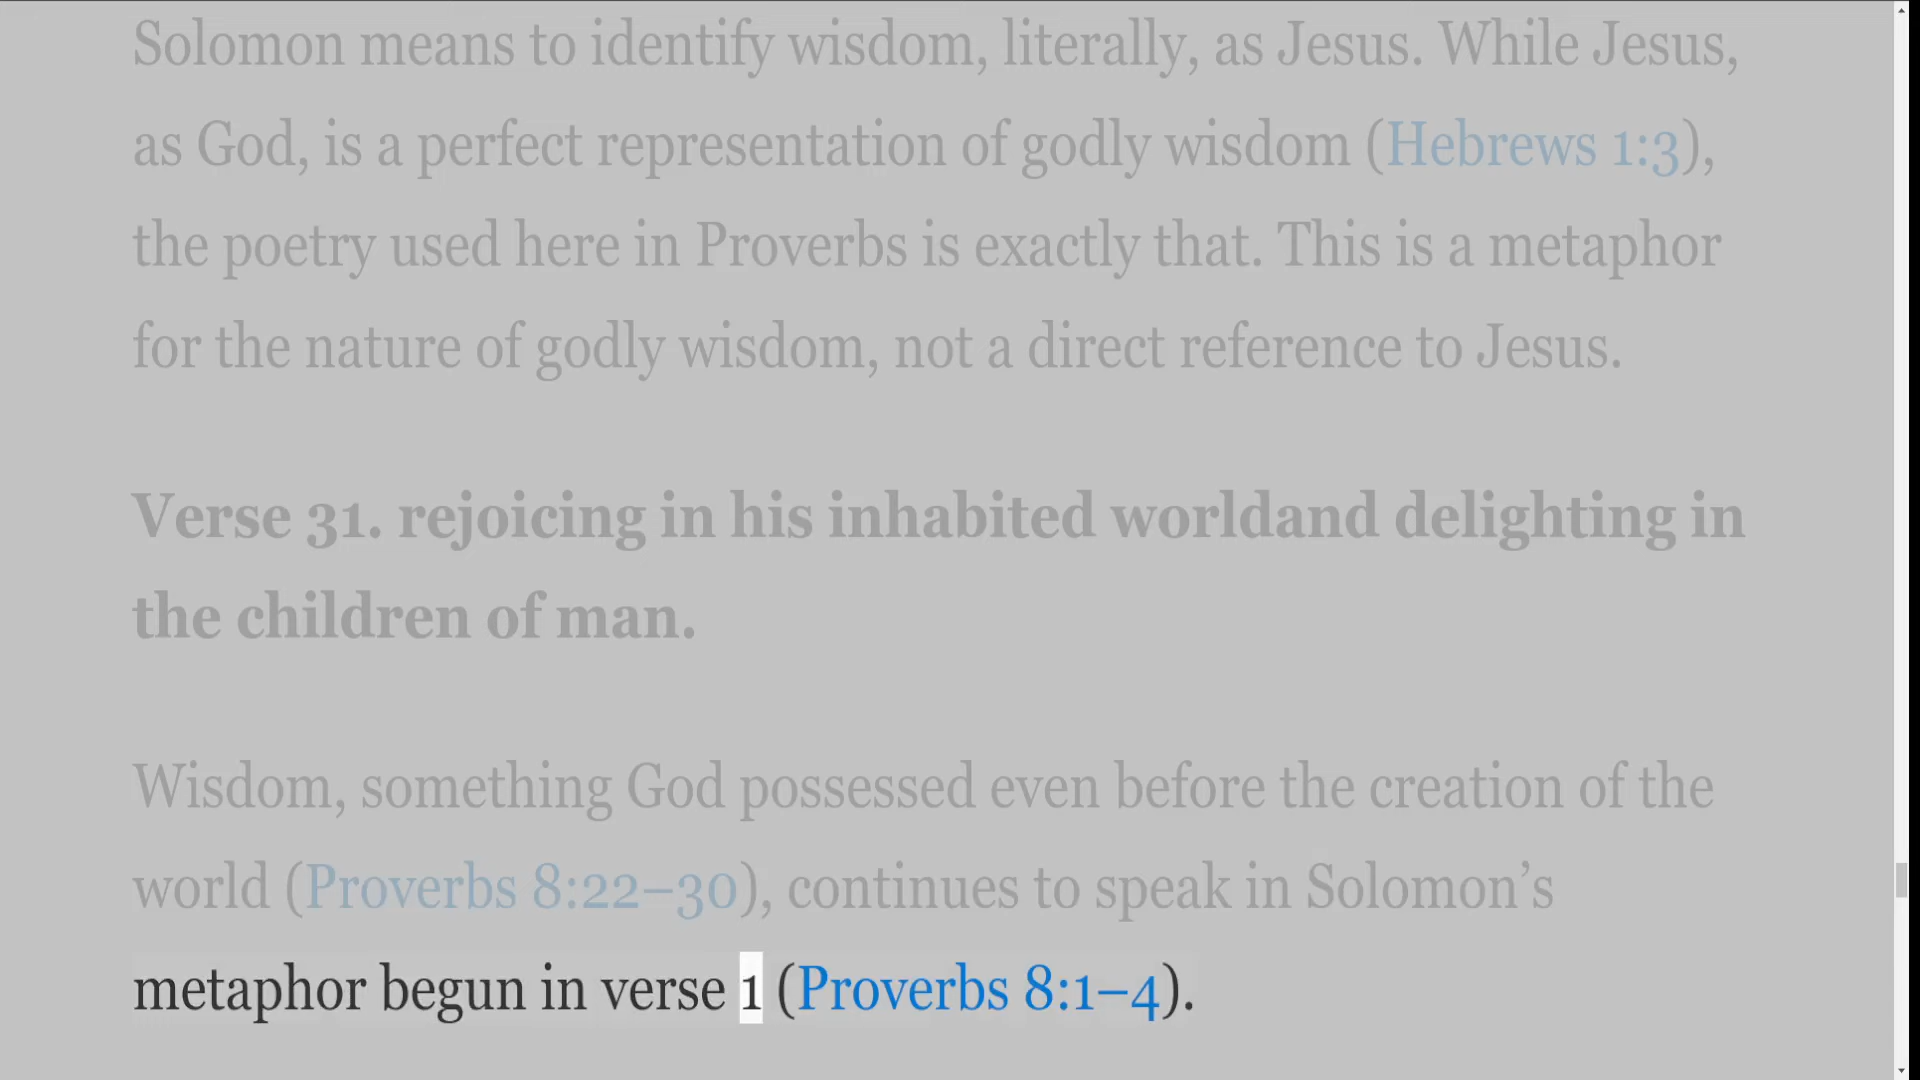 Solomon means to identify wisdom, literally, as Jesus. While Jesus,
as God, is a perfect representation of godly wisdom (Hebrews 1:3),
the poetry used here in Proverbs is exactly that. This is a metaphor
for the nature of godly wisdom, not a direct reference to Jesus.
Verse 31. rejoicing in his inhabited worldand delighting in
the children of man.
Wisdom, something God possessed even before the creation of the
world (Proverbs 8:22–30), continues to speak in Solomon’s
metaphor begun in verse 1 (Proverbs 8:1–4).